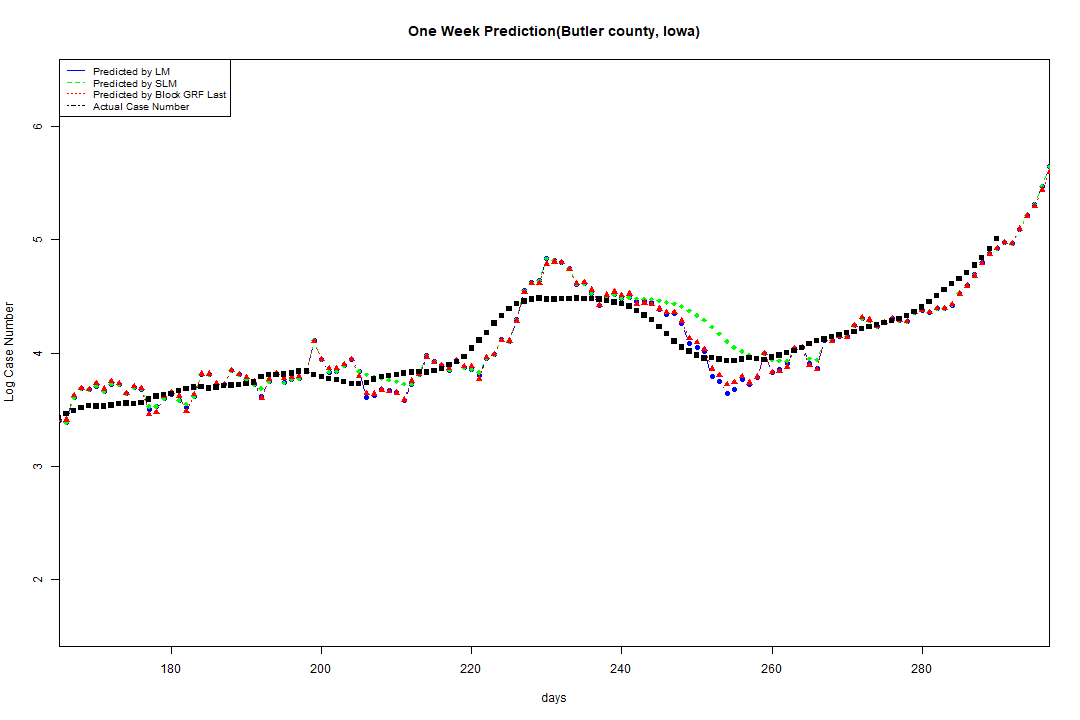 One Week Prediction(Butler county, Iowa)
Predicted by LM
Predicted by SLM
Predicted by Block GRF Last
Actual Case Number
6
5
4
3
2
Log Case Number
180 200 220 240 260 280
days